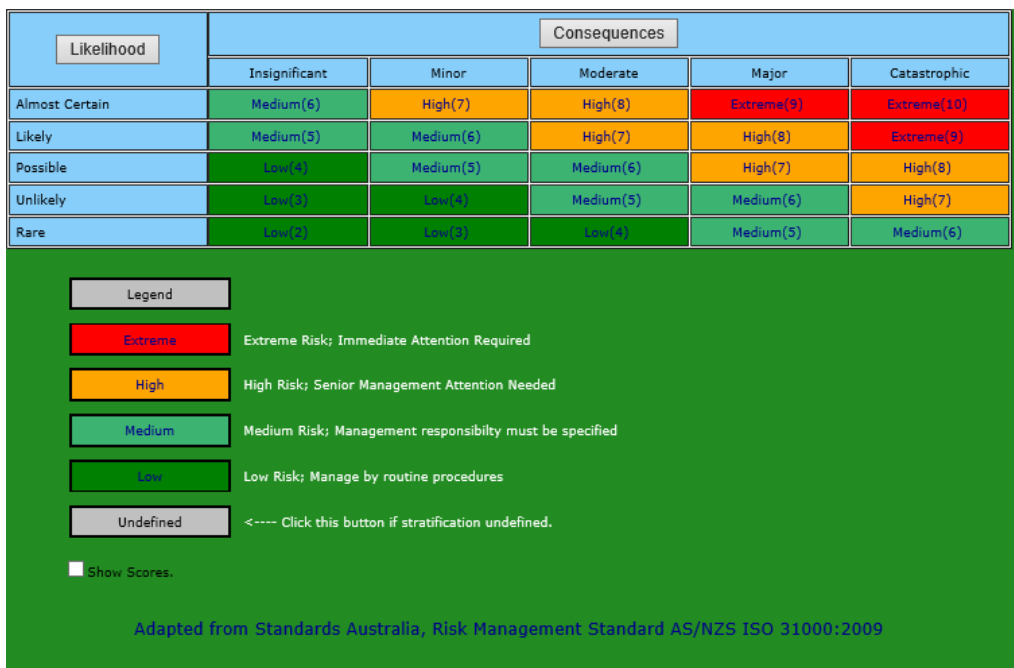 Likelihood Consequences
Insignificant Minor Moderate Major Catastrophic
Almost Certain Medium(6) High(7) High(8) Extreme(9) Extreme(10)
Likely Medium(5) Medium(6) High(7) High(8) Extreme(9)
Possible Low(4) Medium(5) Medium(6) High(7) High(8)
Unlikely Low(3) Low(4) Medium(5) Medium(6) High(7)
Rare Low(2) Low(3) Low(4) Medium(5) Medium(6)
Legend
Extreme Extreme Risk; Immediate Attention Required
High High Risk; Senior Management Attention Needed
Medium Medium Risk; Management responsibilty must be specified
Low Low Risk; Manage by routine procedures
Undefined <---- Click this button if stratification undefined.
Show Scores.
Adapted from Standards Australia, Risk Management Standard AS/NZS ISO 31000:2009